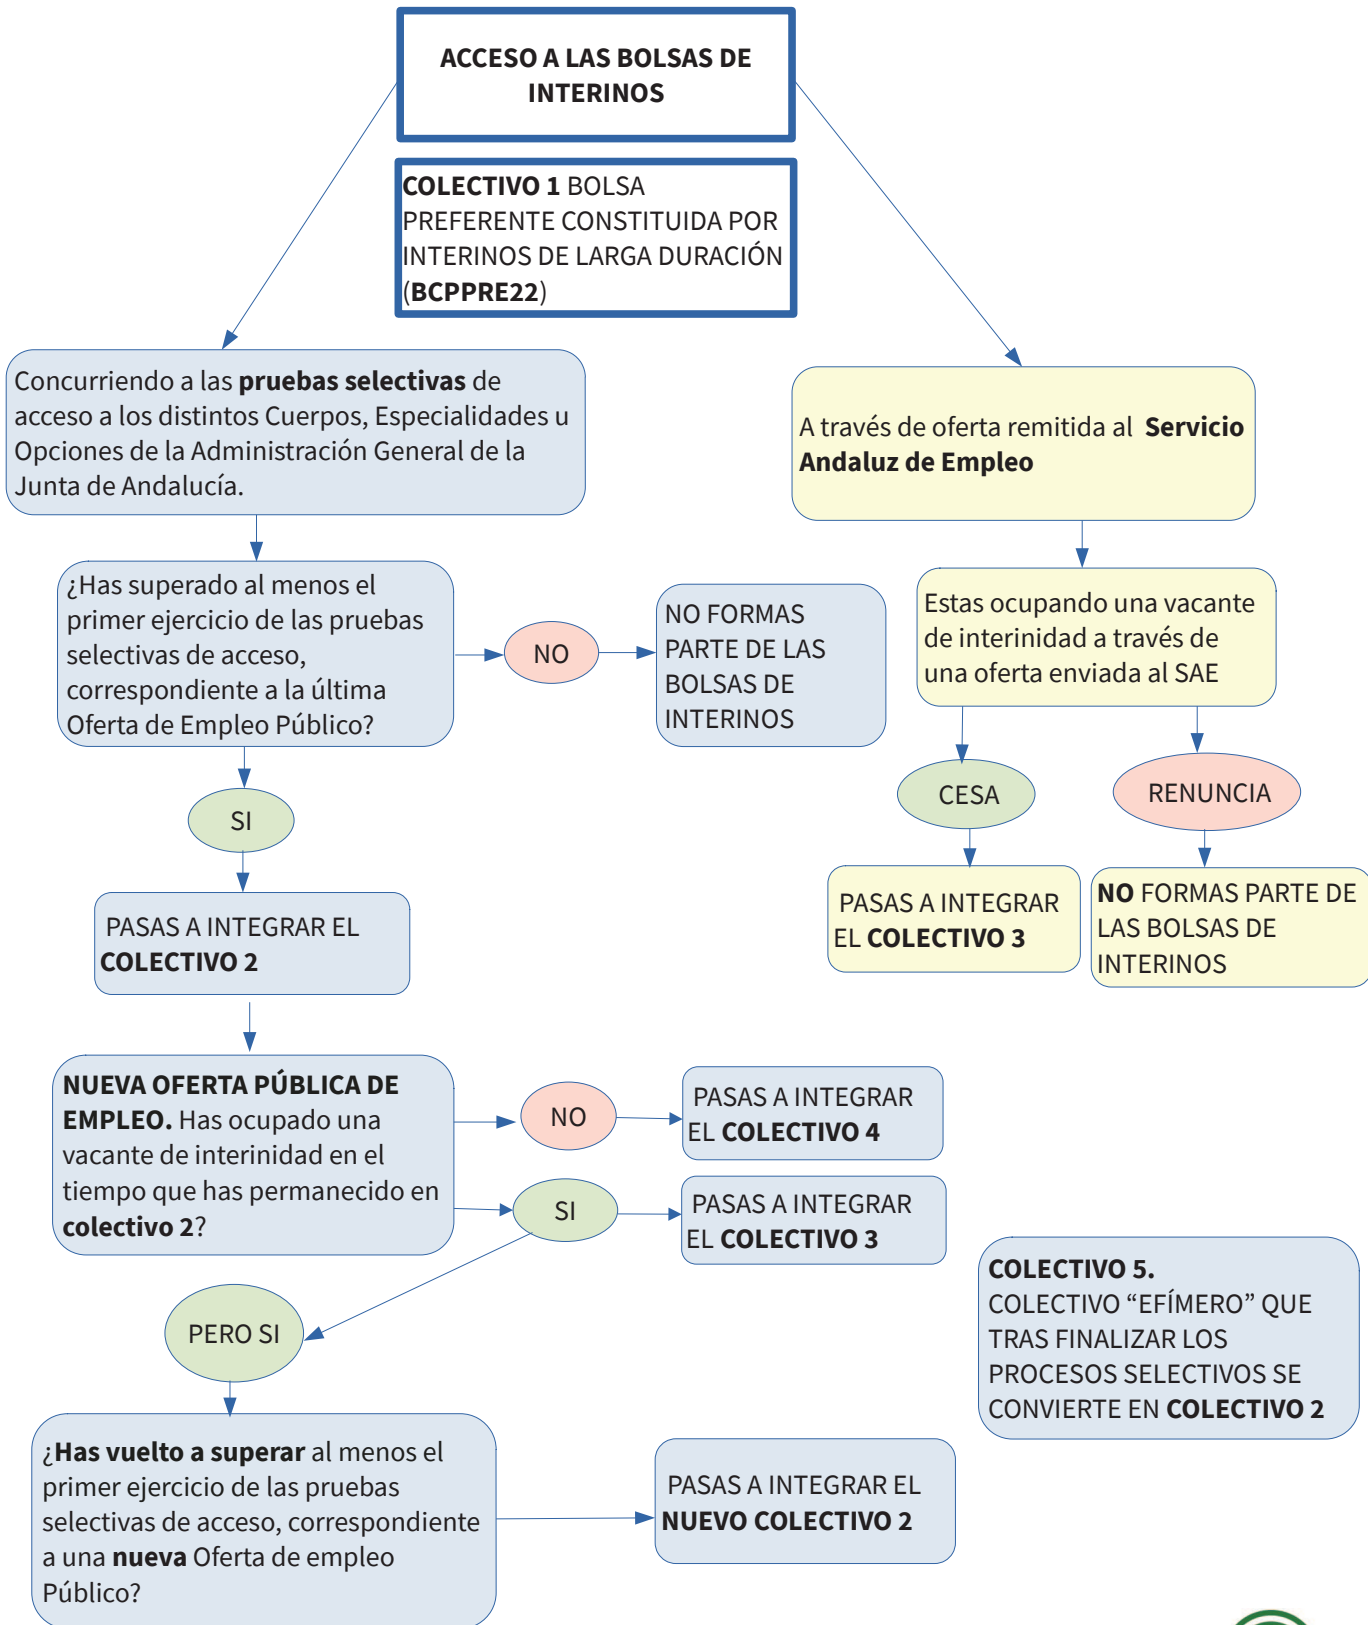 ACCESO A LAS BOLSAS DE
INTERINOS
COLECTIVO 1 BOLSA
PREFERENTE CONSTITUIDA POR
INTERINOS DE LARGA DURACIÓN
(BCPPRE22)
Concurriendo a las pruebas selectivas de
acceso a los distintos Cuerpos, Especialidades u
Opciones de la Administración General de la
Junta de Andalucía.
A través de oferta remitida al Servicio
Andaluz de Empleo
¿Has superado al menos el
primer ejercicio de las pruebas
selectivas de acceso,
correspondiente a la última
Oferta de Empleo Público?
NO
NO FORMAS
PARTE DE LAS
BOLSAS DE
INTERINOS
Estas ocupando una vacante
de interinidad a través de
una oferta enviada al SAE
SI
CESA
RENUNCIA
PASAS A INTEGRAR EL
COLECTIVO 2
PASAS A INTEGRAR
EL COLECTIVO 3
NO FORMAS PARTE DE
LAS BOLSAS DE
INTERINOS
NUEVA OFERTA PÚBLICA DE
EMPLEO. Has ocupado una
vacante de interinidad en el
tiempo que has permanecido en
colectivo 2?
NO
PASAS A INTEGRAR
EL COLECTIVO 4
SI
PASAS A INTEGRAR
EL COLECTIVO 3
COLECTIVO 5.
COLECTIVO “EFÍMERO” QUE
TRAS FINALIZAR LOS
PROCESOS SELECTIVOS SE
CONVIERTE EN COLECTIVO 2
PERO SI
¿Has vuelto a superar al menos el
primer ejercicio de las pruebas
selectivas de acceso, correspondiente
a una nueva Oferta de empleo
Público?
PASAS A INTEGRAR EL
NUEVO COLECTIVO 2